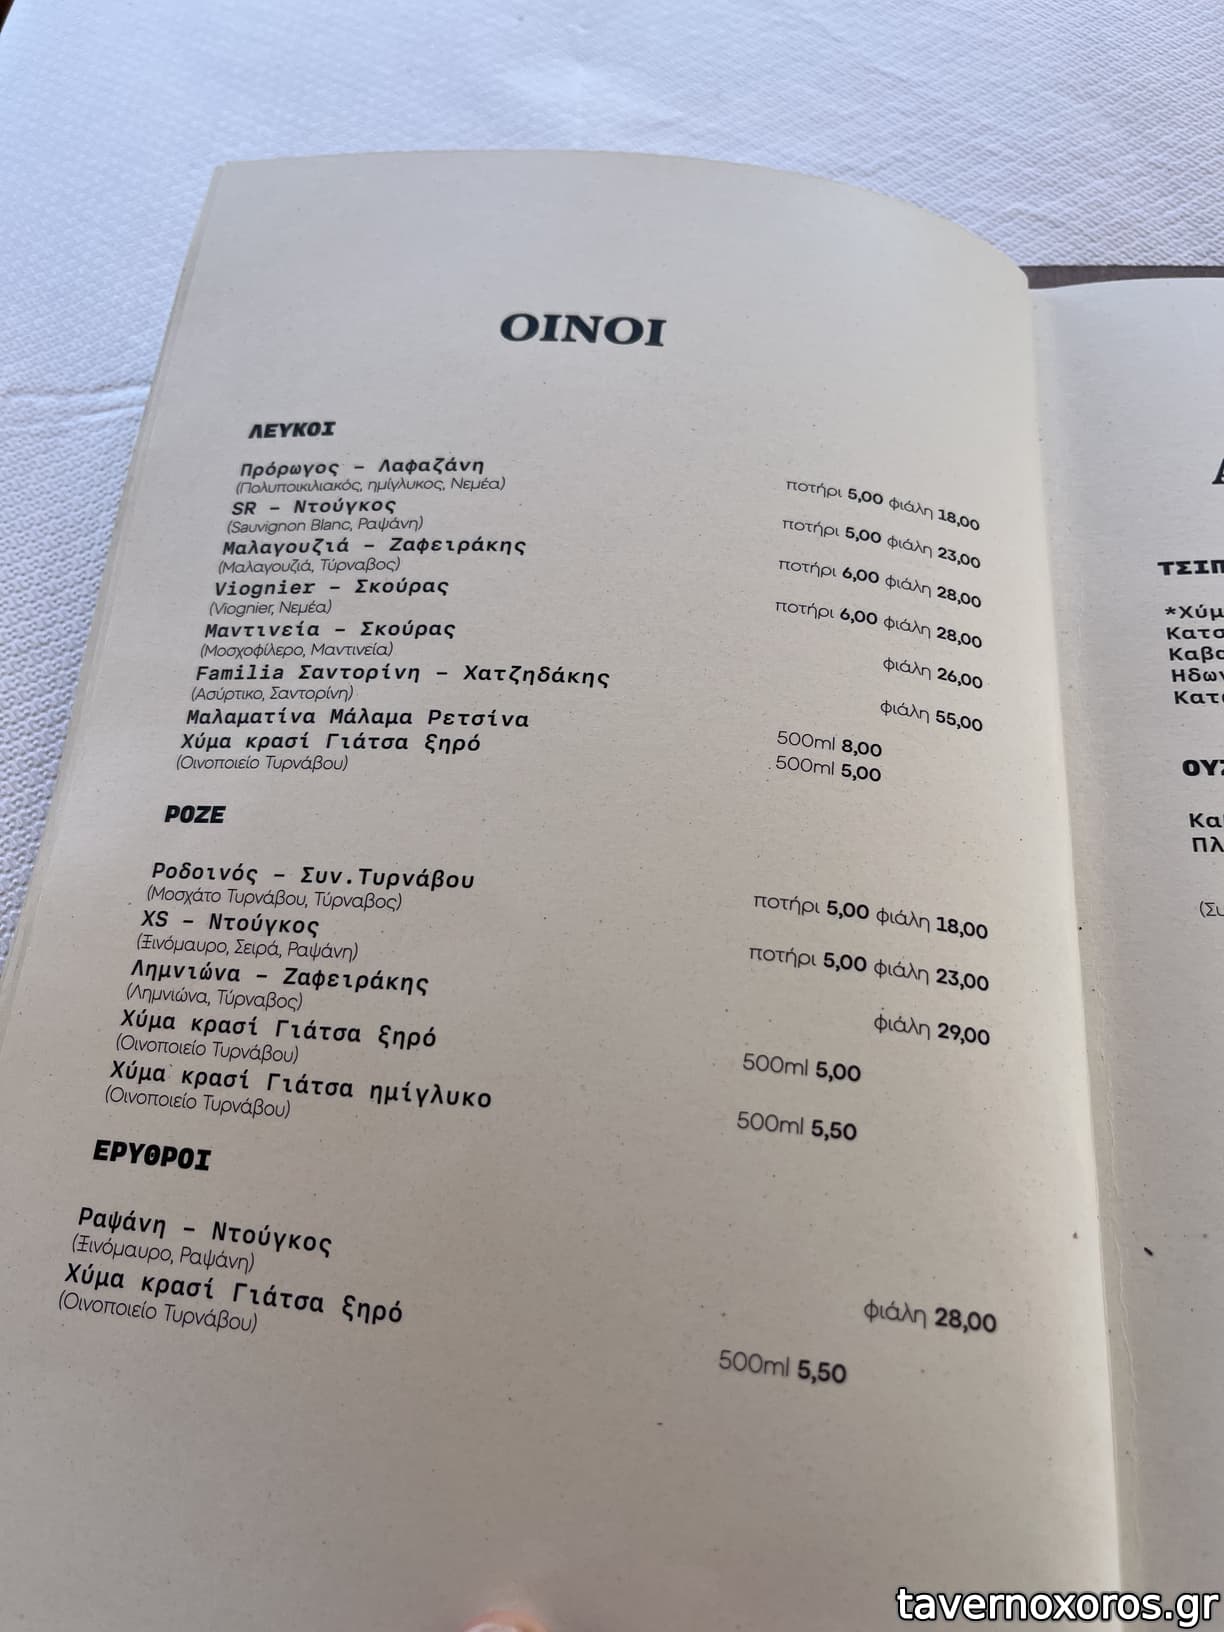 ΟΙΝΟΙ
ΛΕΥΚΟΙ
Πρόρωγος – Λαφαζάνη
(Πολυποικιλιακός, ημίγλυκος, Νεμέα)
ποτήρι 5,00 φιάλη 18,00
SR – Ντούγκος
(Sauvignon Blanc, Ραψάνη)
ποτήρι 5,00 φιάλη 23,00
Μαλαγουζιά – Ζαφειράκης
(Μαλαγουζιά, Τύρναβος)
ποτήρι 6,00 φιάλη 28,00
Viognier – Σκούρας
(Viognier, Νεμέα)
ποτήρι 6,00 φιάλη 28,00
Μαντινεία – Σκούρας
(Μοσχοφίλερο, Μαντινεία)
φιάλη 26,00
Familia Σαντορίνη – Χατζηδάκης
(Ασύρτικο, Σαντορίνη)
φιάλη 55,00
Μαλαματίνα Μάλαμα Ρετσίνα
500ml 8,00
Χύμα κρασί Γιάτσα ξηρό
(Οινοποιείο Τυρνάβου)
500ml 5,00
ΡΟΖΕ
Ροδοινός – Συν.Τυρνάβου
(Μοσχάτο Τυρνάβου, Τύρναβος)
ποτήρι 5,00 φιάλη 18,00
XS – Ντούγκος
(Ξινόμαυρο, Σειρά, Ραψάνη)
ποτήρι 5,00 φιάλη 23,00
Λημνιώνα – Ζαφειράκης
(Λημνιώνα, Τύρναβος)
φιάλη 29,00
Χύμα κρασί Γιάτσα ξηρό
(Οινοποιείο Τυρνάβου)
500ml 5,00
Χύμα κρασί Γιάτσα ημίγλυκο
(Οινοποιείο Τυρνάβου)
500ml 5,50
ΕΡΥΘΡΟΙ
Ραψάνη – Ντούγκος
(Ξινόμαυρο, Ραψάνη)
φιάλη 28,00
Χύμα κρασί Γιάτσα ξηρό
(Οινοποιείο Τυρνάβου)
500ml 5,50
tavernoxoros.gr